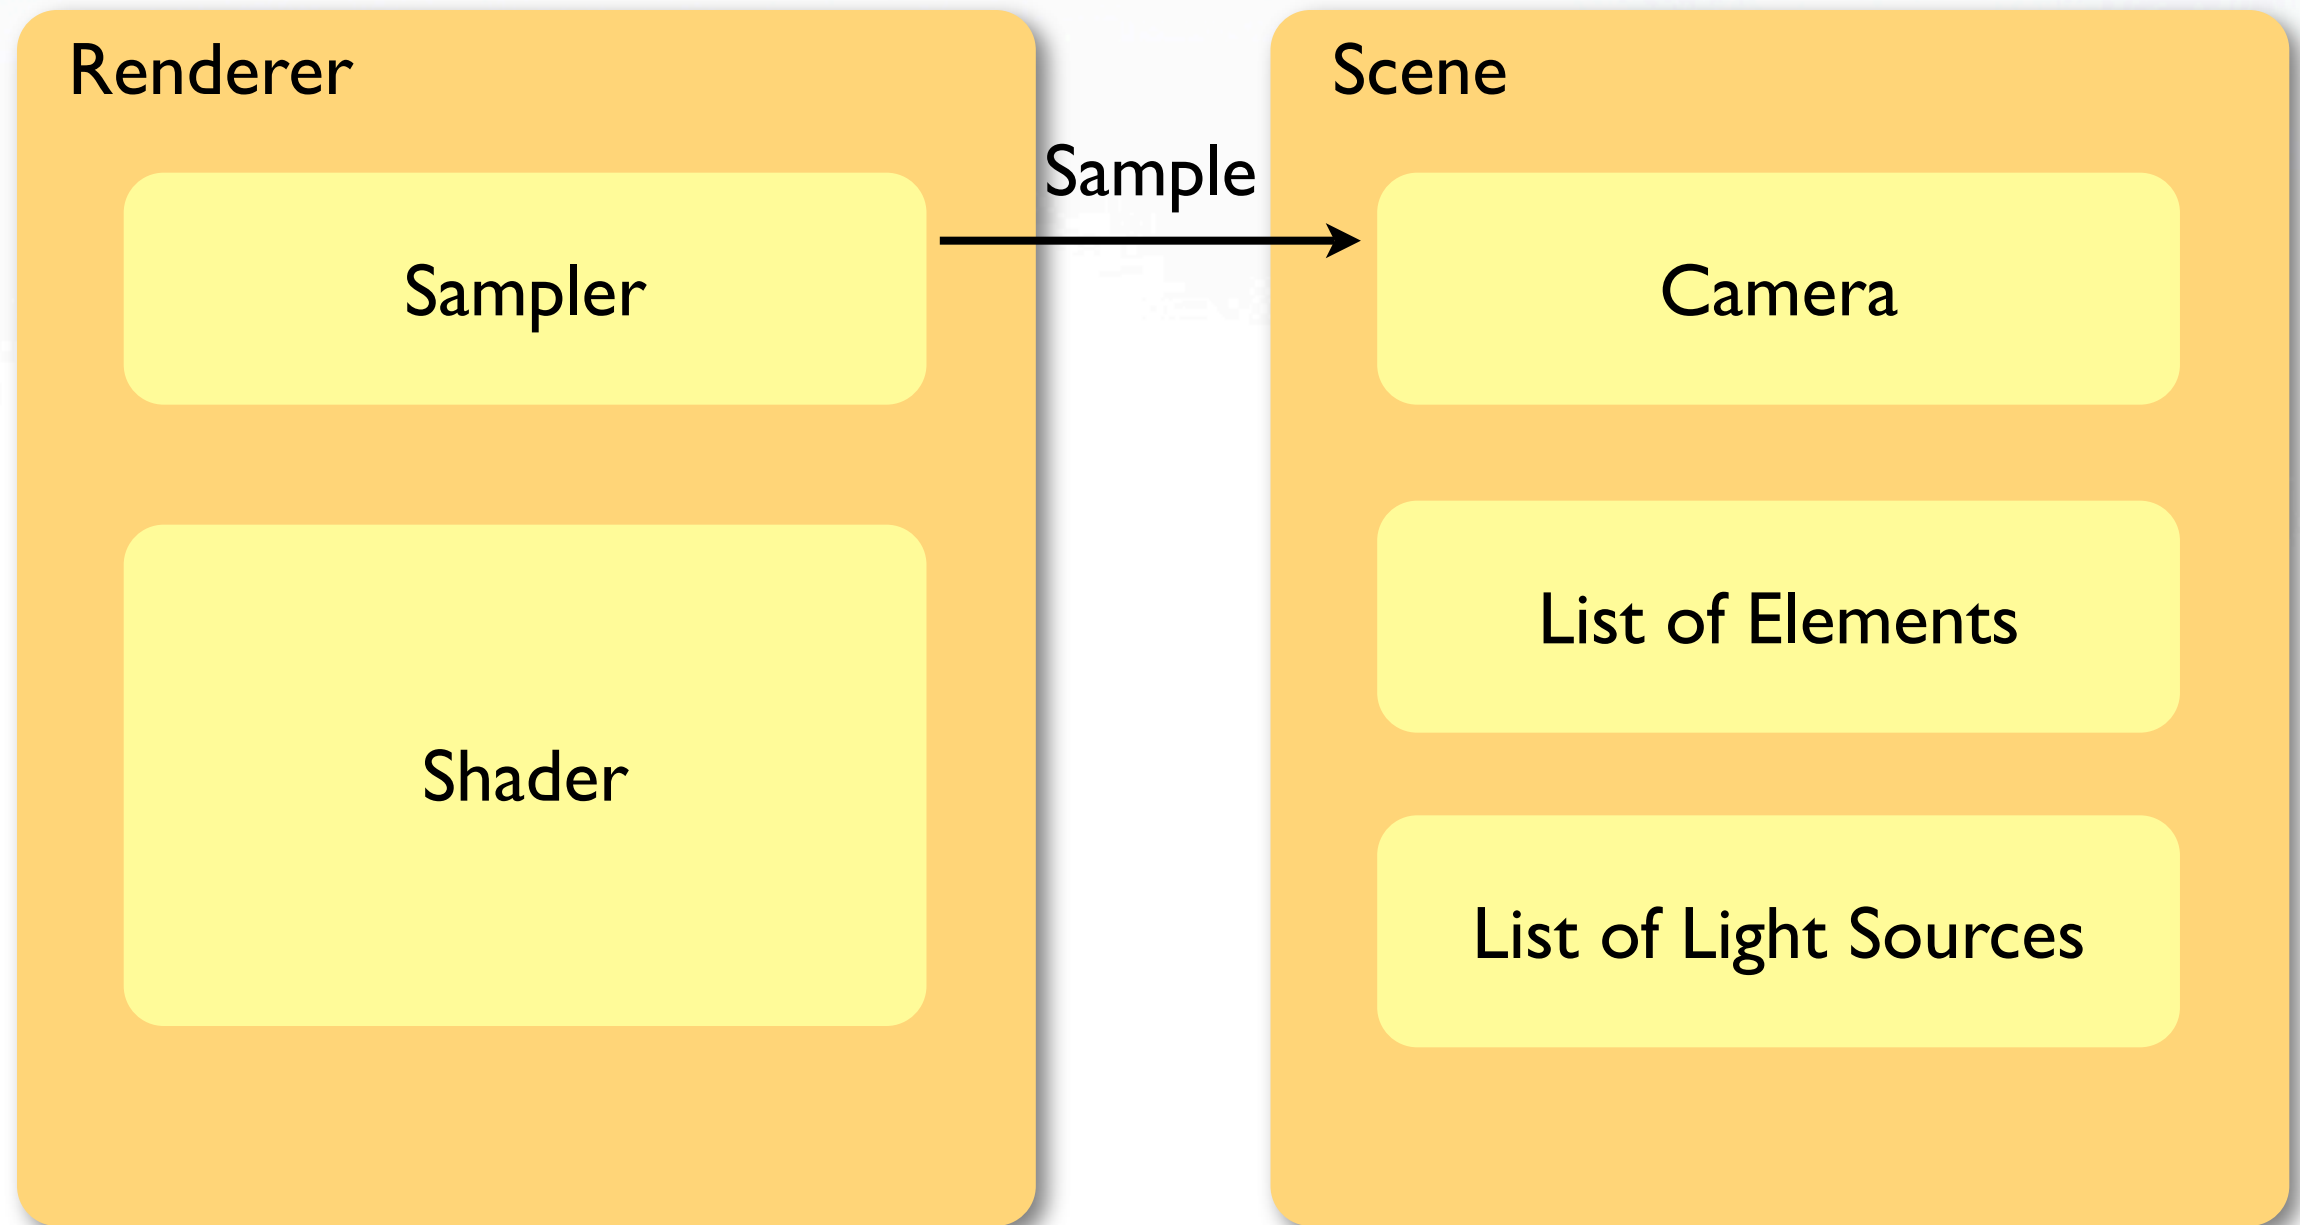 Renderer
Sampler
Shader
Sample
Scene
Camera
List of Elements
List of Light Sources